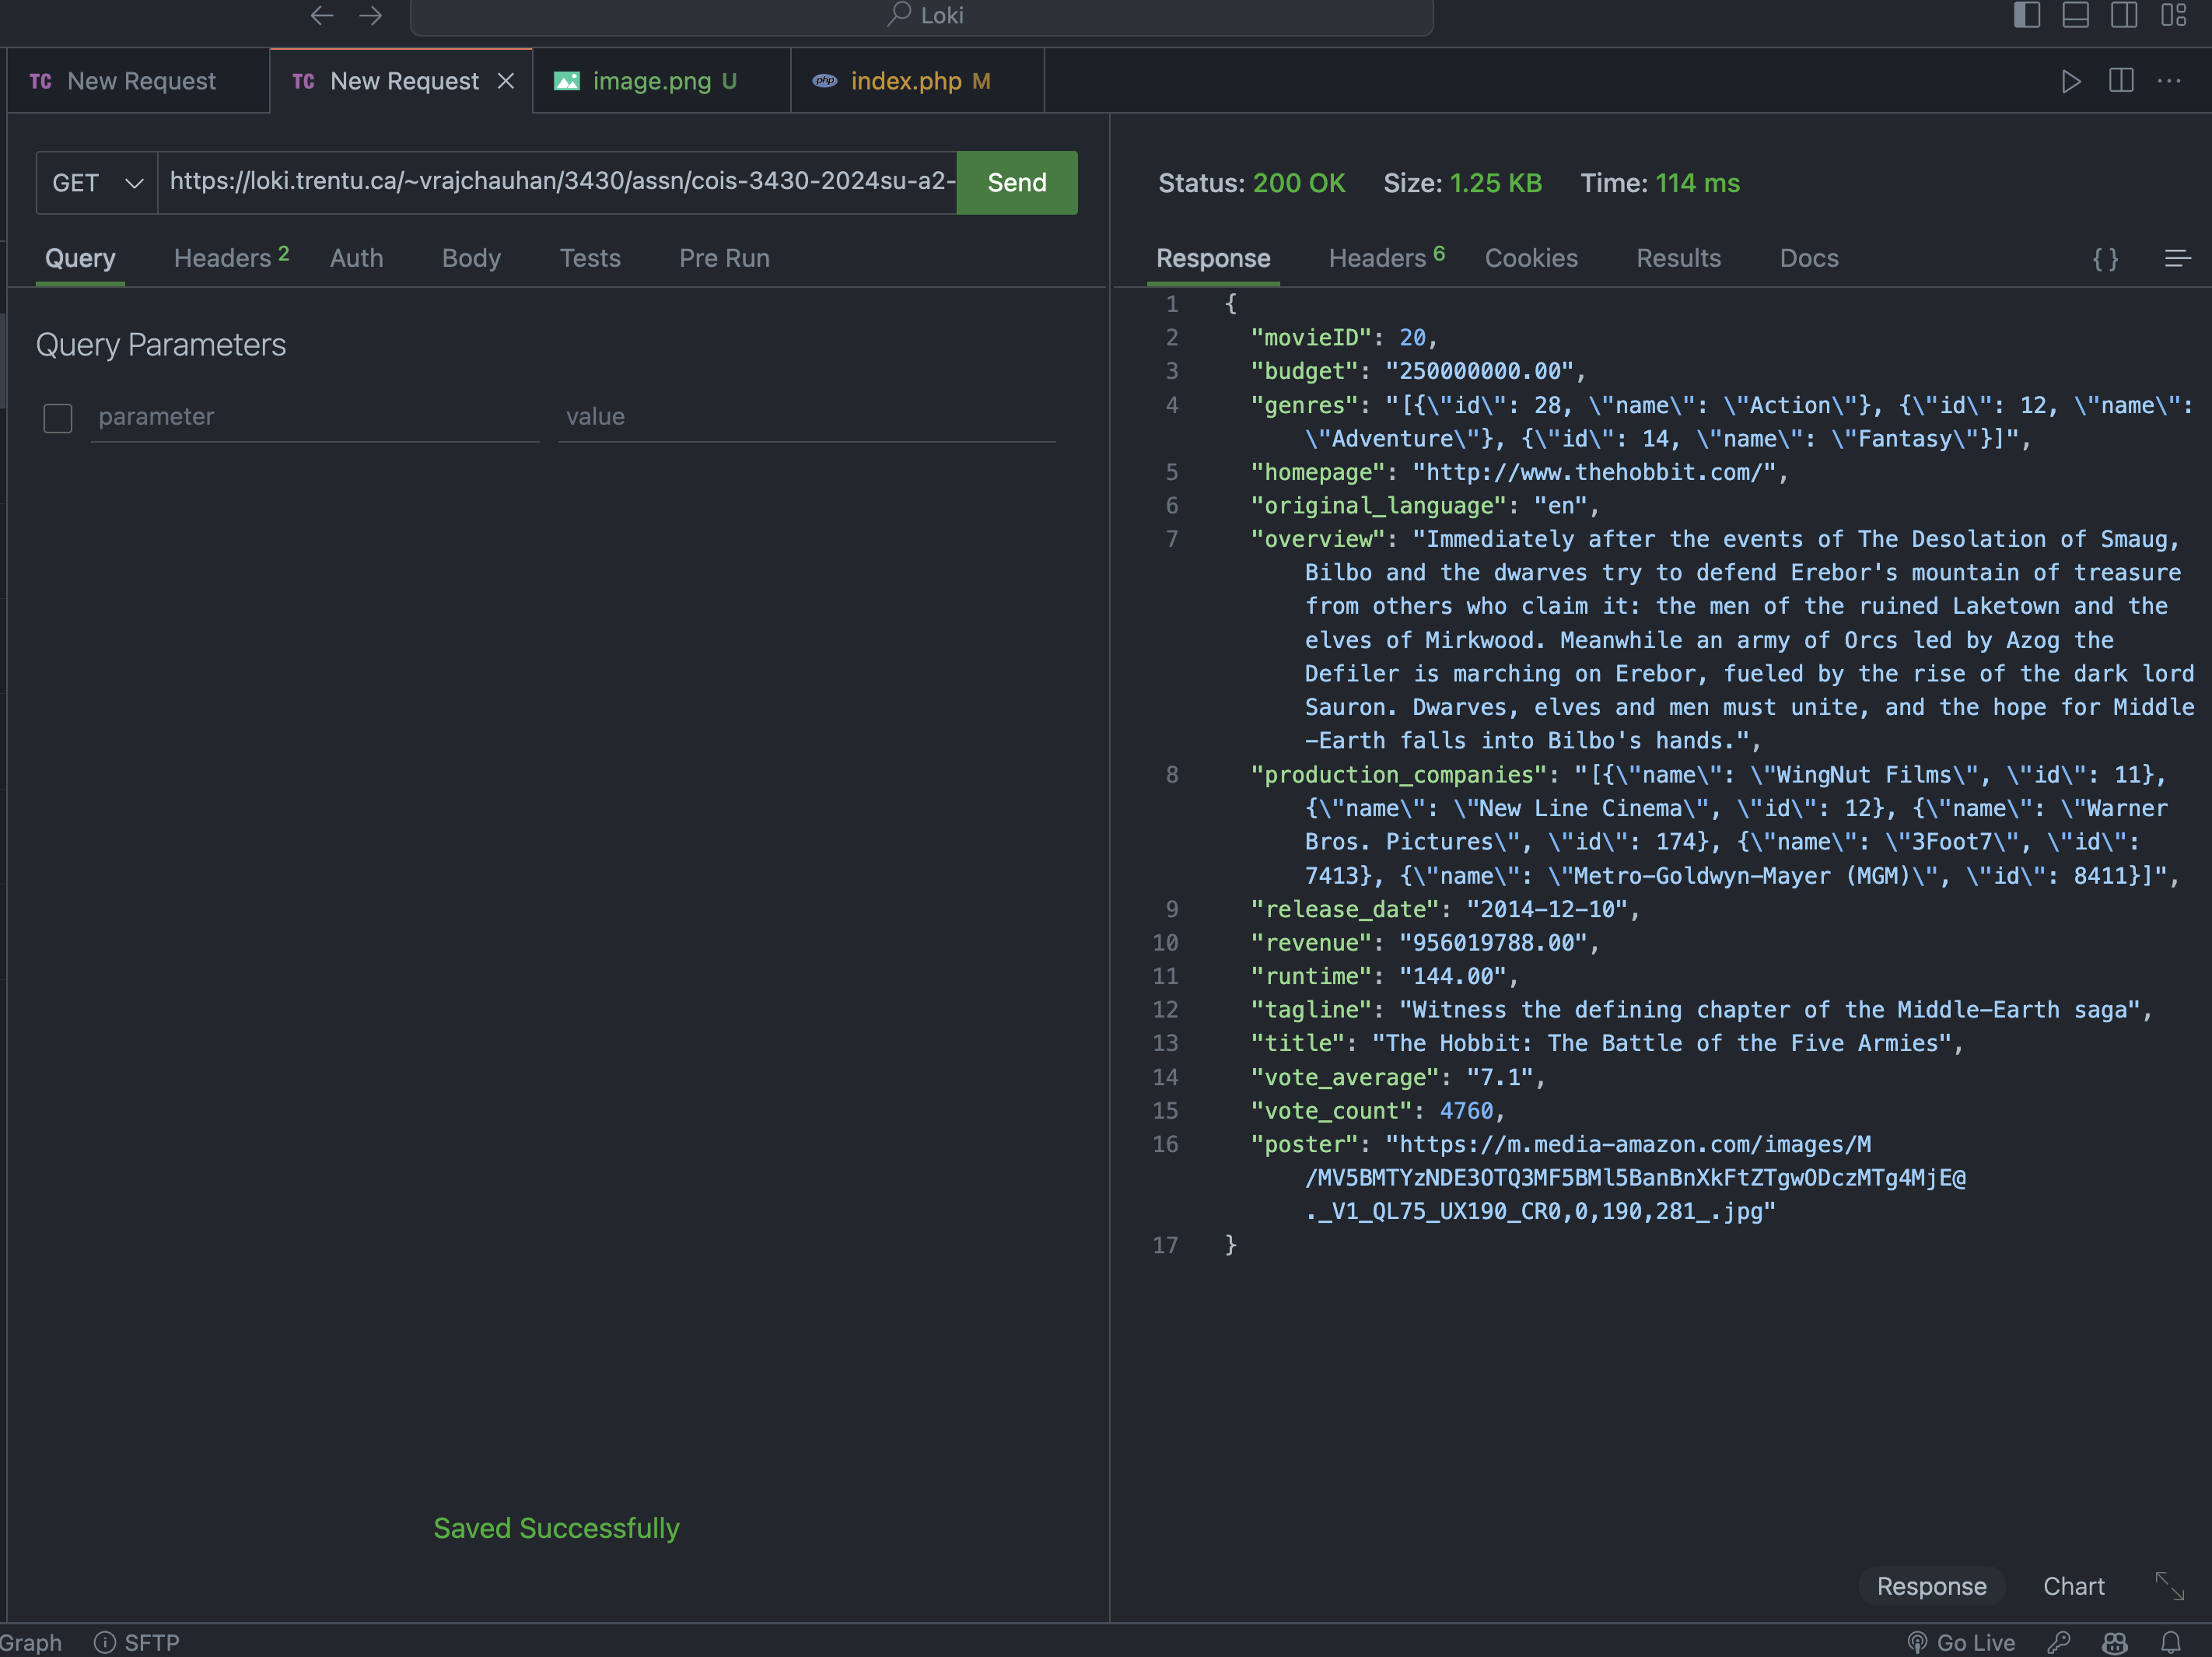 Loki
TC New Request
TC New Request
image.png U
php index.php M
GET
https://loki.trentu.ca/~vrajchauhan/3430/assn/cois-3430-2024su-a2-
Send
Query
Headers 2
Auth
Body
Tests
Pre Run
Query Parameters
parameter
value
Saved Successfully
Status: 200 OK Size: 1.25 KB Time: 114 ms
Response
Headers 6
Cookies
Results
Docs
{ }
1 {
2 "movieID": 20,
3 "budget": "250000000.00",
4 "genres": "[{\"id\": 28, \"name\": \"Action\"}, {\"id\": 12, \"name\":
\"Adventure\"}, {\"id\": 14, \"name\": \"Fantasy\"}]",
5 "homepage": "http://www.thehobbit.com/",
6 "original_language": "en",
7 "overview": "Immediately after the events of The Desolation of Smaug,
Bilbo and the dwarves try to defend Erebor's mountain of treasure
from others who claim it: the men of the ruined Laketown and the
elves of Mirkwood. Meanwhile an army of Orcs led by Azog the
Defiler is marching on Erebor, fueled by the rise of the dark lord
Sauron. Dwarves, elves and men must unite, and the hope for Middle
-Earth falls into Bilbo's hands.",
8 "production_companies": "[{\"name\": \"WingNut Films\", \"id\": 11},
{\"name\": \"New Line Cinema\", \"id\": 12}, {\"name\": \"Warner
Bros. Pictures\", \"id\": 174}, {\"name\": \"3Foot7\", \"id\":
7413}, {\"name\": \"Metro-Goldwyn-Mayer (MGM)\", \"id\": 8411}]",
9 "release_date": "2014-12-10",
10 "revenue": "956019788.00",
11 "runtime": "144.00",
12 "tagline": "Witness the defining chapter of the Middle-Earth saga",
13 "title": "The Hobbit: The Battle of the Five Armies",
14 "vote_average": "7.1",
15 "vote_count": 4760,
16 "poster": "https://m.media-amazon.com/images/M
/MV5BMTYzNDE3OTQ3MF5BMl5BanBnXkFtZTgwODczMTg4MjE@
._V1_QL75_UX190_CR0,0,190,281_.jpg"
17 }
Response
Chart
Graph
SFTP
Go Live